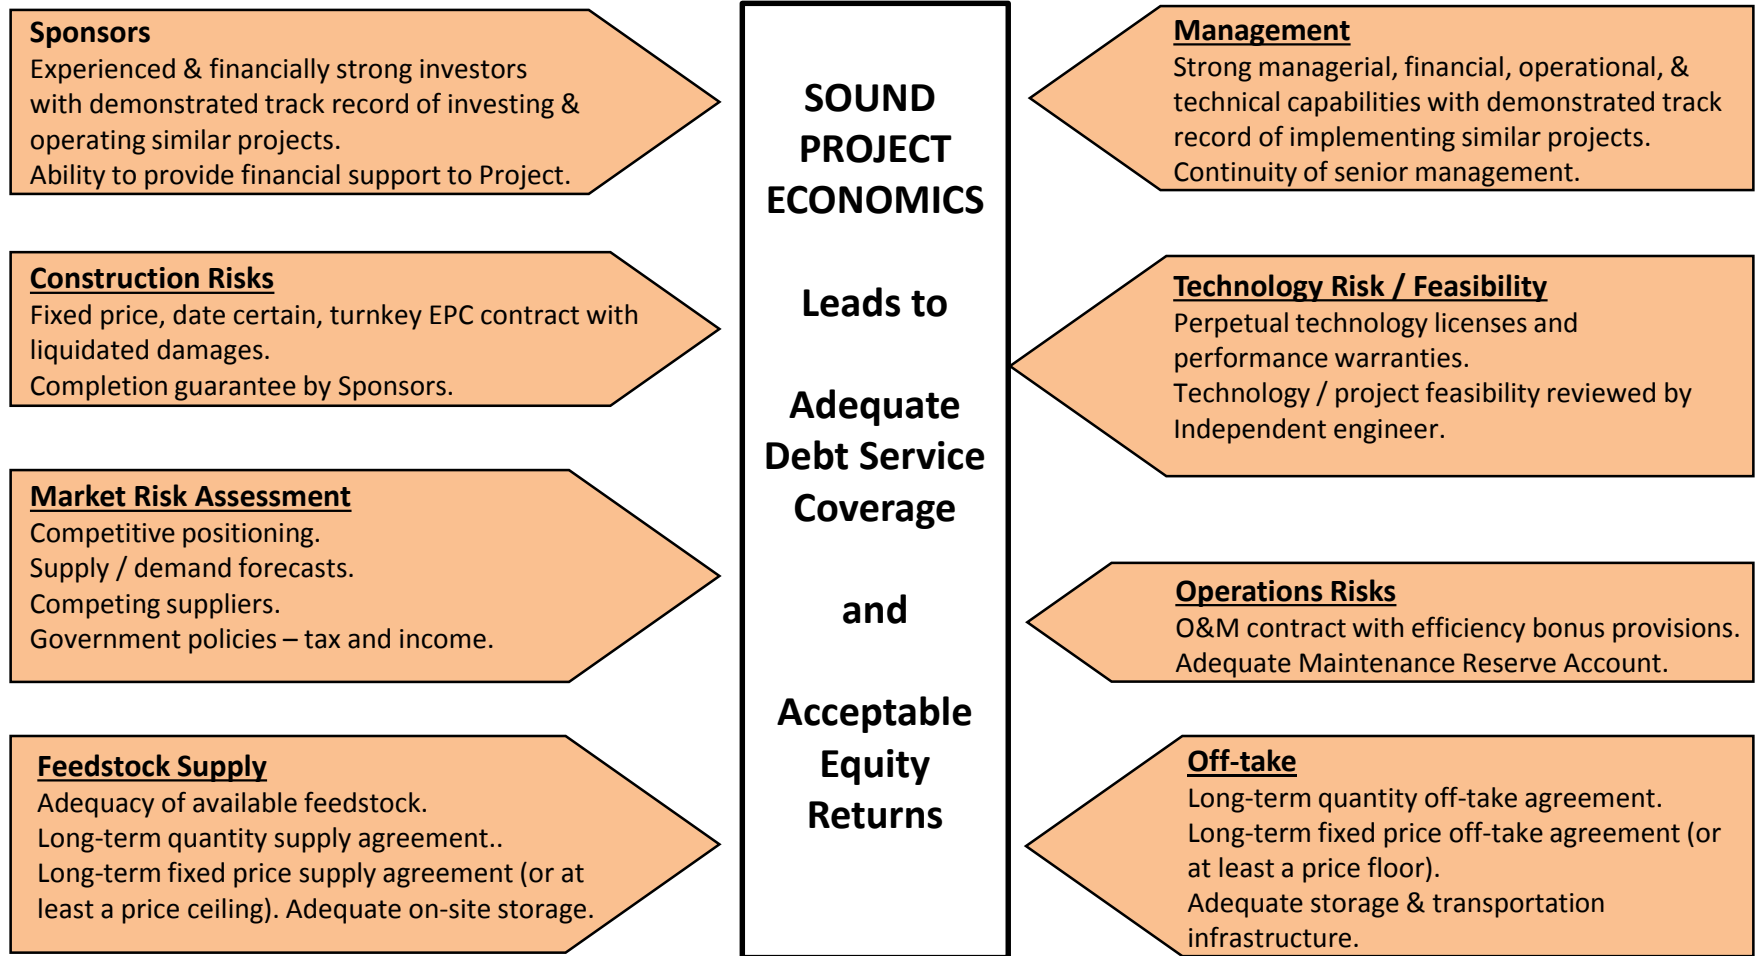 Sponsors
Experienced & financially strong investors
with demonstrated track record of investing &
operating similar projects.
Ability to provide financial support to Project.
Construction Risks
Fixed price, date certain, turnkey EPC contract with
liquidated damages.
Completion guarantee by Sponsors.
Market Risk Assessment
Competitive positioning.
Supply / demand forecasts.
Competing suppliers.
Government policies – tax and income.
Feedstock Supply
Adequacy of available feedstock.
Long-term quantity supply agreement..
Long-term fixed price supply agreement (or at
least a price ceiling). Adequate on-site storage.
SOUND
PROJECT
ECONOMICS
Leads to
Adequate
Debt Service
Coverage
and
Acceptable
Equity
Returns
Management
Strong managerial, financial, operational, &
technical capabilities with demonstrated track
record of implementing similar projects.
Continuity of senior management.
Technology Risk / Feasibility
Perpetual technology licenses and
performance warranties.
Technology / project feasibility reviewed by
Independent engineer.
Operations Risks
O&M contract with efficiency bonus provisions.
Adequate Maintenance Reserve Account.
Off-take
Long-term quantity off-take agreement.
Long-term fixed price off-take agreement (or
at least a price floor).
Adequate storage & transportation
infrastructure.